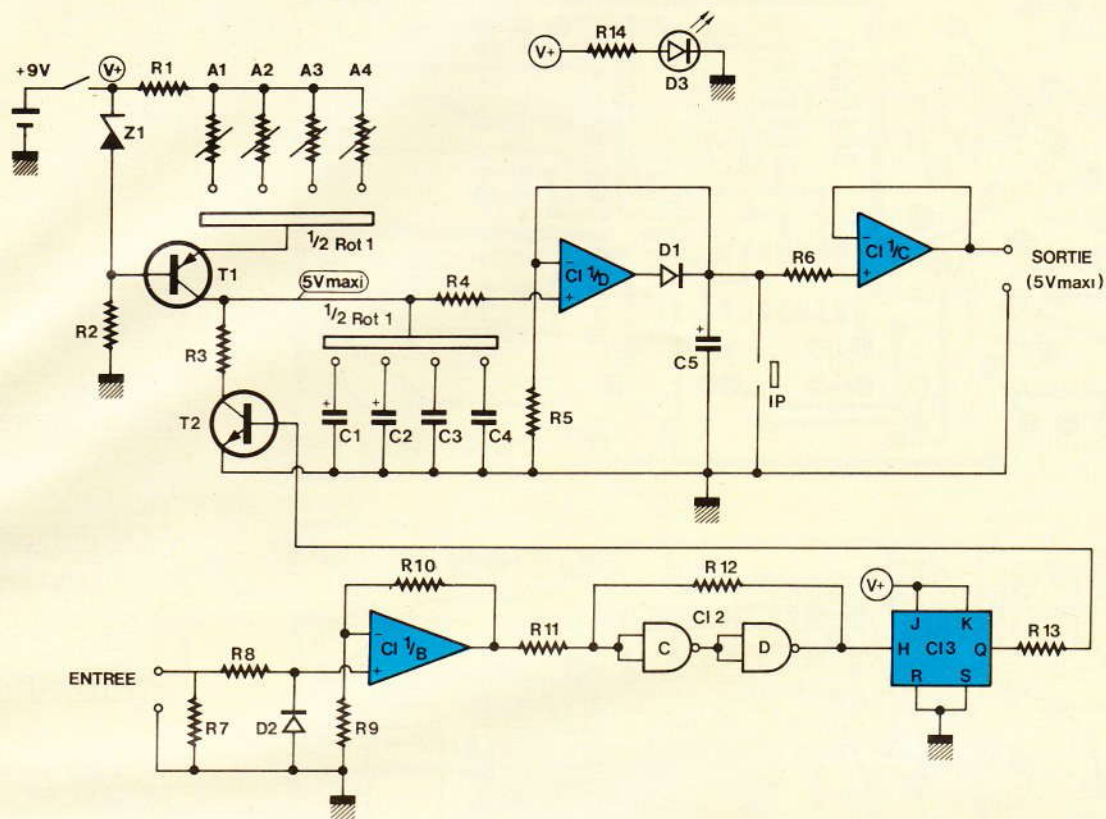 V+
R14
D3
+9V
V+
R1
A1
A2
A3
A4
Z1
1/2 Rot 1
T1
5Vmaxi
1/2 Rot 1
R2
R3
R4
−
CI 1/D
+
D1
R6
−
CI 1/C
+
SORTIE
(5Vmaxi)
T2
+
C1
+
C2
C3
C4
R5
+
C5
IP
R10
R12
V+
ENTREE
R8
R7
D2
−
CI 1/B
+
R9
R11
CI 2
C
D
J
K
H
CI3
Q
R
S
R13